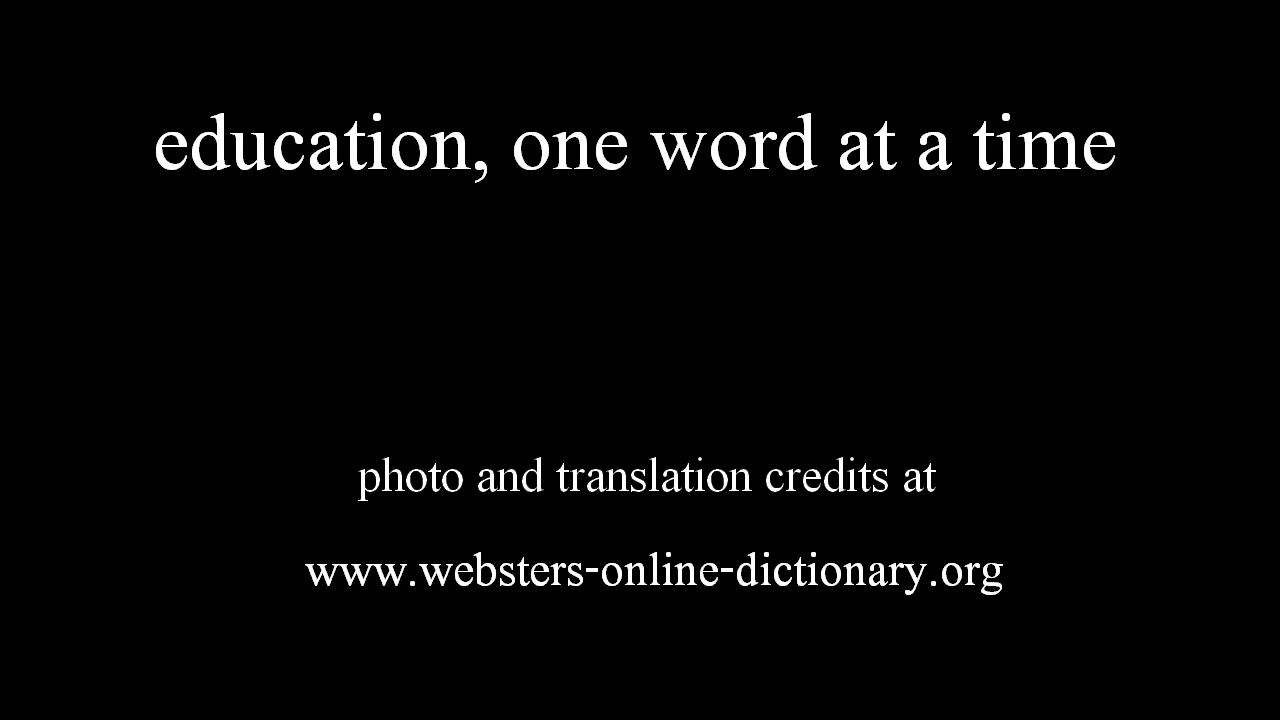 education, one word at a time
photo and translation credits at
www.websters-online-dictionary.org